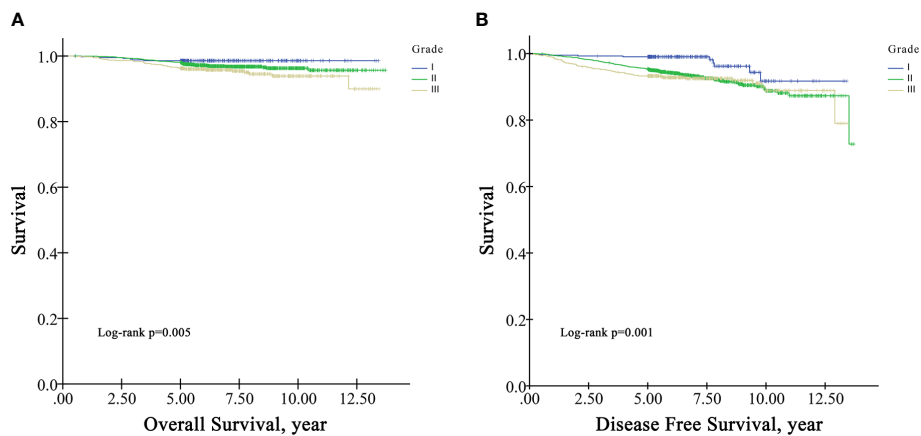 A
Grade
I
II
III
1.0
0.8
0.6
0.4
0.2
0.0
Survival
Log-rank p=0.005
.00 2.50 5.00 7.50 10.00 12.50
Overall Survival, year
B
Grade
I
II
III
1.0
0.8
0.6
0.4
0.2
0.0
Survival
Log-rank p=0.001
.00 2.50 5.00 7.50 10.00 12.50
Disease Free Survival, year